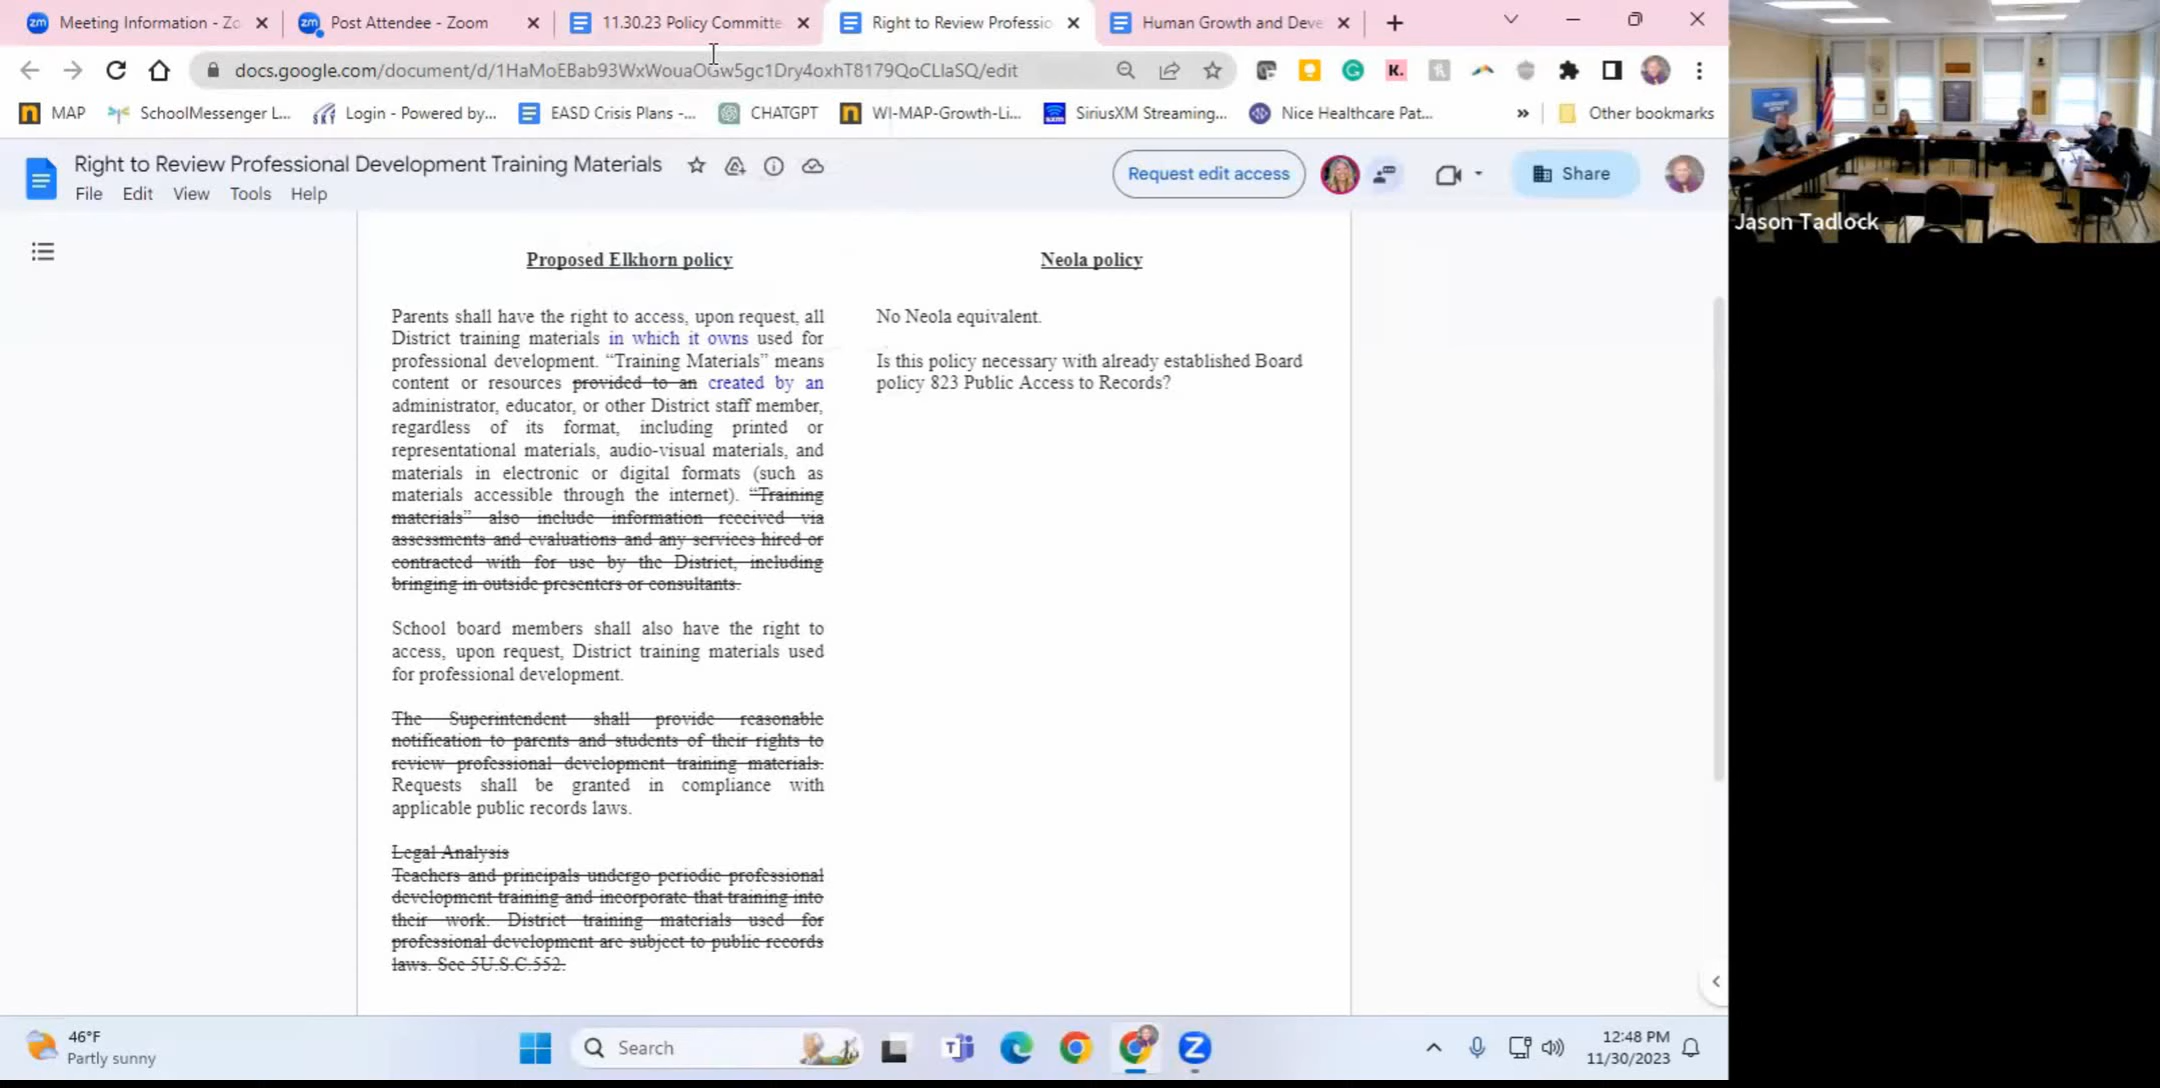 Meeting Information - Zo
Post Attendee - Zoom
11.30.23 Policy Committe
Right to Review Professio
Human Growth and Deve
docs.google.com/document/d/1HaMoEBab93WxWouaOGw5gc1Dry4oxhT8179QoCLlaSQ/edit
MAP
SchoolMessenger L...
Login - Powered by...
EASD Crisis Plans -...
CHATGPT
WI-MAP-Growth-Li...
SiriusXM Streaming...
Nice Healthcare Pat...
»
Other bookmarks
Right to Review Professional Development Training Materials
File Edit View Tools Help
Request edit access
Share
Jason Tadlock
Proposed Elkhorn policy
Parents shall have the right to access, upon request, all
District training materials in which it owns used for
professional development. “Training Materials” means
content or resources provided to an created by an
administrator, educator, or other District staff member,
regardless of its format, including printed or
representational materials, audio-visual materials, and
materials in electronic or digital formats (such as
materials accessible through the internet). “Training
materials” also include information received via
assessments and evaluations and any services hired or
contracted with for use by the District, including
bringing in outside presenters or consultants.
School board members shall also have the right to
access, upon request, District training materials used
for professional development.
The Superintendent shall provide reasonable
notification to parents and students of their rights to
review professional development training materials.
Requests shall be granted in compliance with
applicable public records laws.
Legal Analysis
Teachers and principals undergo periodic professional
development training and incorporate that training into
their work. District training materials used for
professional development are subject to public records
laws. See 5U.S.C.552.
Neola policy
No Neola equivalent.
Is this policy necessary with already established Board
policy 823 Public Access to Records?
46°F
Partly sunny
Search
12:48 PM
11/30/2023